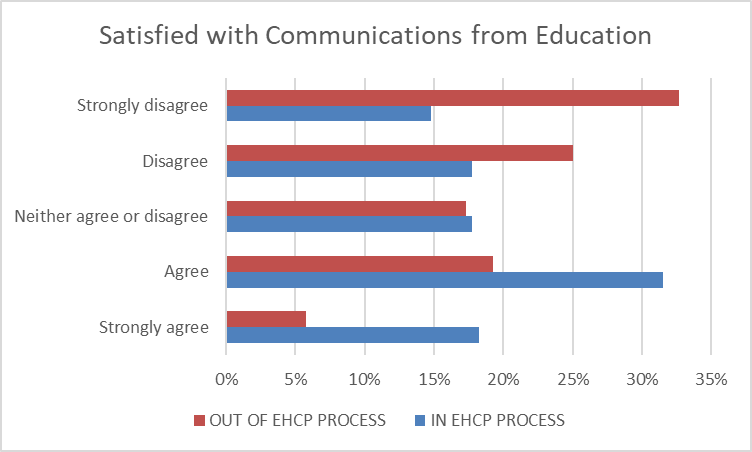 Satisfied with Communications from Education
Strongly disagree
Disagree
Neither agree or disagree
Agree
Strongly agree
0% 5% 10% 15% 20% 25% 30% 35%
OUT OF EHCP PROCESS IN EHCP PROCESS